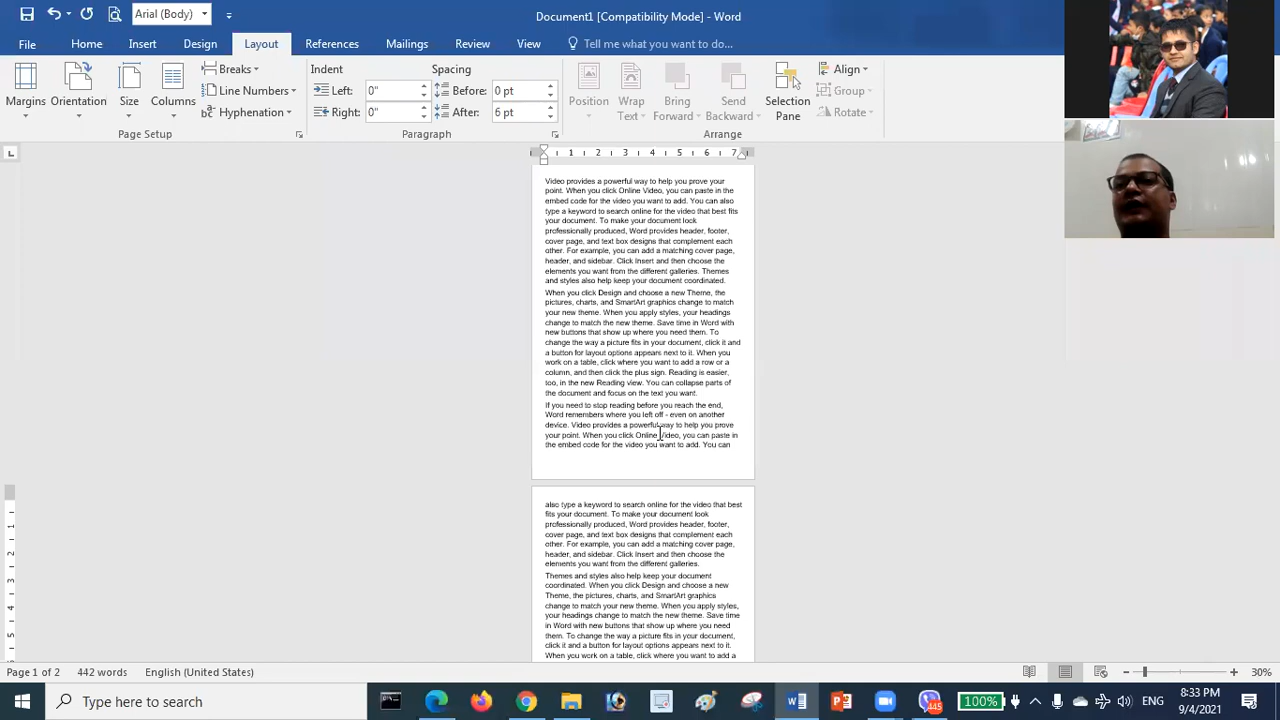 Arial (Body)
Document1 [Compatibility Mode] - Word
File Home Insert Design Layout References Mailings Review View Tell me what you want to do...
Margins Orientation Size Columns
Breaks
Line Numbers
Hyphenation
Page Setup
Indent Spacing
Left: 0" Before: 0 pt
Right: 0" After: 6 pt
Paragraph
Position Wrap Text Bring Forward Send Backward Selection Pane
Align
Group
Rotate
Arrange
1 2 3 4 5 6 7
Video provides a powerful way to help you prove your
point. When you click Online Video, you can paste in the
embed code for the video you want to add. You can also
type a keyword to search online for the video that best fits
your document. To make your document look
professionally produced, Word provides header, footer,
cover page, and text box designs that complement each
other. For example, you can add a matching cover page,
header, and sidebar. Click Insert and then choose the
elements you want from the different galleries. Themes
and styles also help keep your document coordinated.
When you click Design and choose a new Theme, the
pictures, charts, and SmartArt graphics change to match
your new theme. When you apply styles, your headings
change to match the new theme. Save time in Word with
new buttons that show up where you need them. To
change the way a picture fits in your document, click it and
a button for layout options appears next to it. When you
work on a table, click where you want to add a row or a
column, and then click the plus sign. Reading is easier,
too, in the new Reading view. You can collapse parts of
the document and focus on the text you want.
If you need to stop reading before you reach the end,
Word remembers where you left off - even on another
device. Video provides a powerful way to help you prove
your point. When you click Online Video, you can paste in
the embed code for the video you want to add. You can
also type a keyword to search online for the video that best
fits your document. To make your document look
professionally produced, Word provides header, footer,
cover page, and text box designs that complement each
other. For example, you can add a matching cover page,
header, and sidebar. Click Insert and then choose the
elements you want from the different galleries.
Themes and styles also help keep your document
coordinated. When you click Design and choose a new
Theme, the pictures, charts, and SmartArt graphics
change to match your new theme. When you apply styles,
your headings change to match the new theme. Save time
in Word with new buttons that show up where you need
them. To change the way a picture fits in your document,
click it and a button for layout options appears next to it.
When you work on a table, click where you want to add a
1 2 3 4 5
Page 1 of 2 442 words English (United States) 30%
Type here to search
445
100%
ENG
8:33 PM
9/4/2021